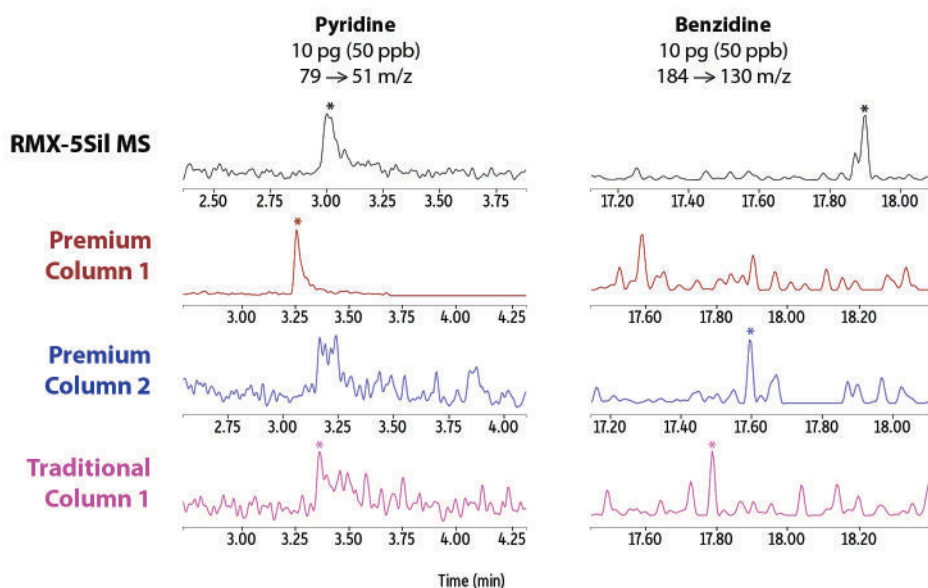 Pyridine
10 pg (50 ppb)
79 → 51 m/z
Benzidine
10 pg (50 ppb)
184 → 130 m/z
RMX-5Sil MS
*
*
2.50 2.75 3.00 3.25 3.50 3.75
17.20 17.40 17.60 17.80 18.00
Premium
Column 1
*
3.00 3.25 3.50 3.75 4.00 4.25
17.60 17.80 18.00 18.20
Premium
Column 2
*
2.75 3.00 3.25 3.50 3.75 4.00
17.20 17.40 17.60 17.80 18.00
Traditional
Column 1
*
*
3.00 3.25 3.50 3.75 4.00 4.25
17.60 17.80 18.00 18.20
Time (min)